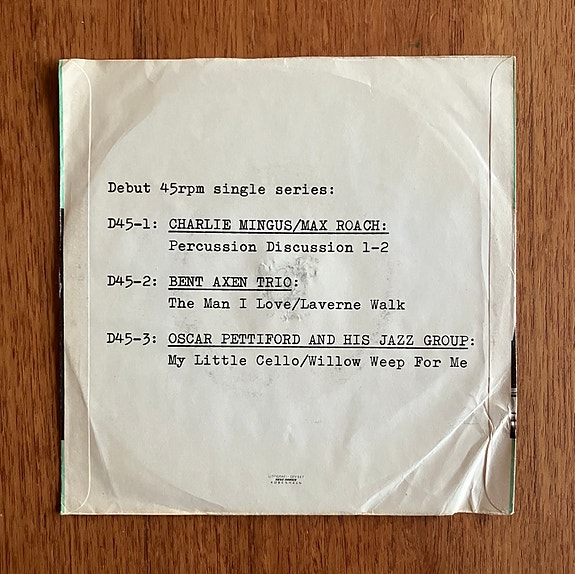 Debut 45rpm single series:
D45-1: CHARLIE MINGUS/MAX ROACH:
Percussion Discussion 1-2
D45-2: BENT AXEN TRIO:
The Man I Love/Laverne Walk
D45-3: OSCAR PETTIFORD AND HIS JAZZ GROUP:
My Little Cello/Willow Weep For Me
KØBENHAVN